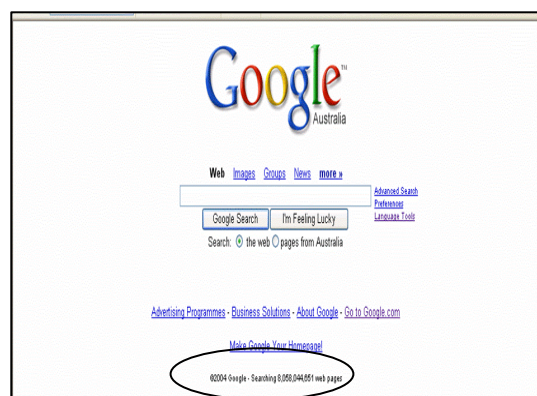 Google™
Australia
Web Images Groups News more »
Advanced Search
Preferences
Language Tools
Google Search I'm Feeling Lucky
Search: the web pages from Australia
Advertising Programmes - Business Solutions - About Google - Go to Google.com
Make Google Your Homepage!
©2004 Google - Searching 8,058,044,651 web pages